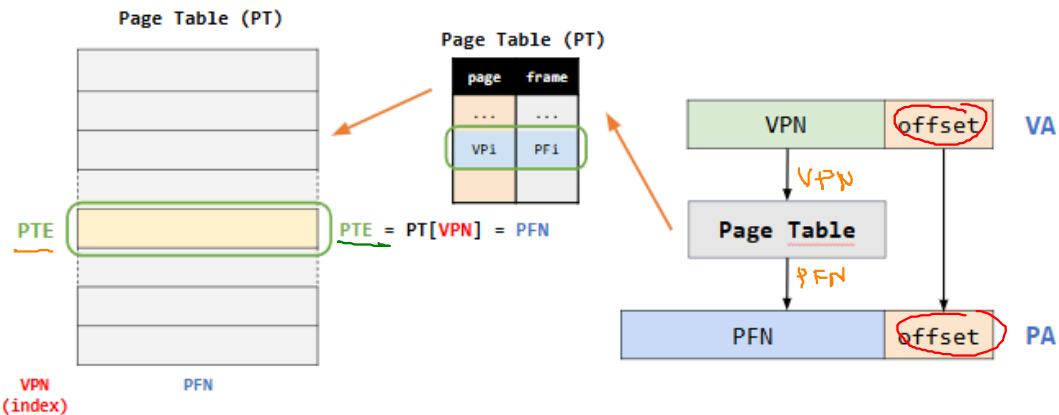 Page Table (PT)
PTE
VPN
(index)
PFN
PTE = PT[VPN] = PFN
Page Table (PT)
page frame
... ...
VPi PFi
VPN offset VA
VPN
Page Table
PFN
PFN offset PA